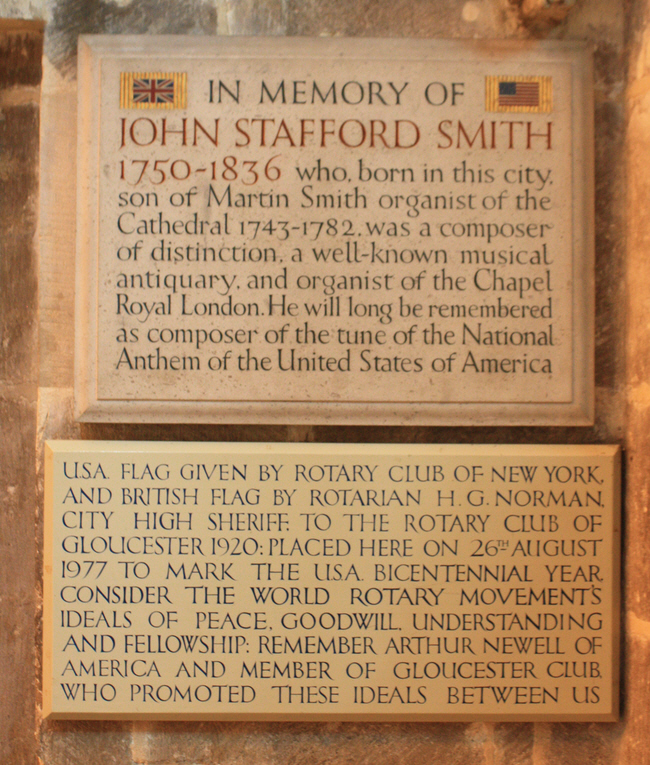 IN MEMORY OF
JOHN STAFFORD SMITH
1750-1836 who, born in this city,
son of Martin Smith organist of the
Cathedral 1743-1782, was a composer
of distinction, a well-known musical
antiquary, and organist of the Chapel
Royal London. He will long be remembered
as composer of the tune of the National
Anthem of the United States of America
U.S.A. FLAG GIVEN BY ROTARY CLUB OF NEW YORK,
AND BRITISH FLAG BY ROTARIAN H. G. NORMAN,
CITY HIGH SHERIFF, TO THE ROTARY CLUB OF
GLOUCESTER 1920: PLACED HERE ON 26TH AUGUST
1977 TO MARK THE U.S.A. BICENTENNIAL YEAR.
CONSIDER THE WORLD ROTARY MOVEMENT'S
IDEALS OF PEACE, GOODWILL, UNDERSTANDING
AND FELLOWSHIP: REMEMBER ARTHUR NEWELL OF
AMERICA AND MEMBER OF GLOUCESTER CLUB,
WHO PROMOTED THESE IDEALS BETWEEN US